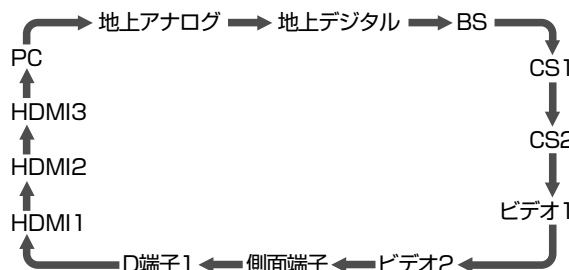 地上アナログ
地上デジタル
BS
CS1
CS2
ビデオ1
ビデオ2
側面端子
D端子1
HDMI1
HDMI2
HDMI3
PC